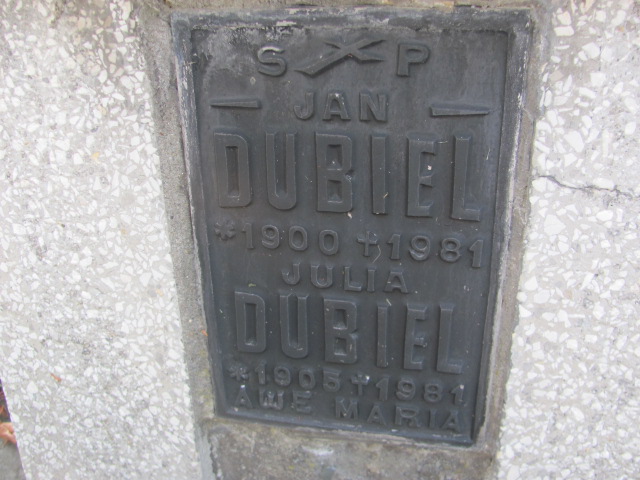 S P
JAN
DUBIEL
*1900 †1981
JULIA
DUBIEL
*1905 †1981
AWE MARIA